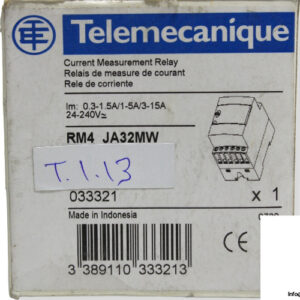 Telemecanique
Current Measurement Relay
Relais de mesure de courant
Rele de corriente
Im: 0.3-1.5A/1-5A/3-15A
24-240V≂
RM4 JA32MW
T.1.13
033321
x 1
Made in Indonesia
CE
3 389110 333213